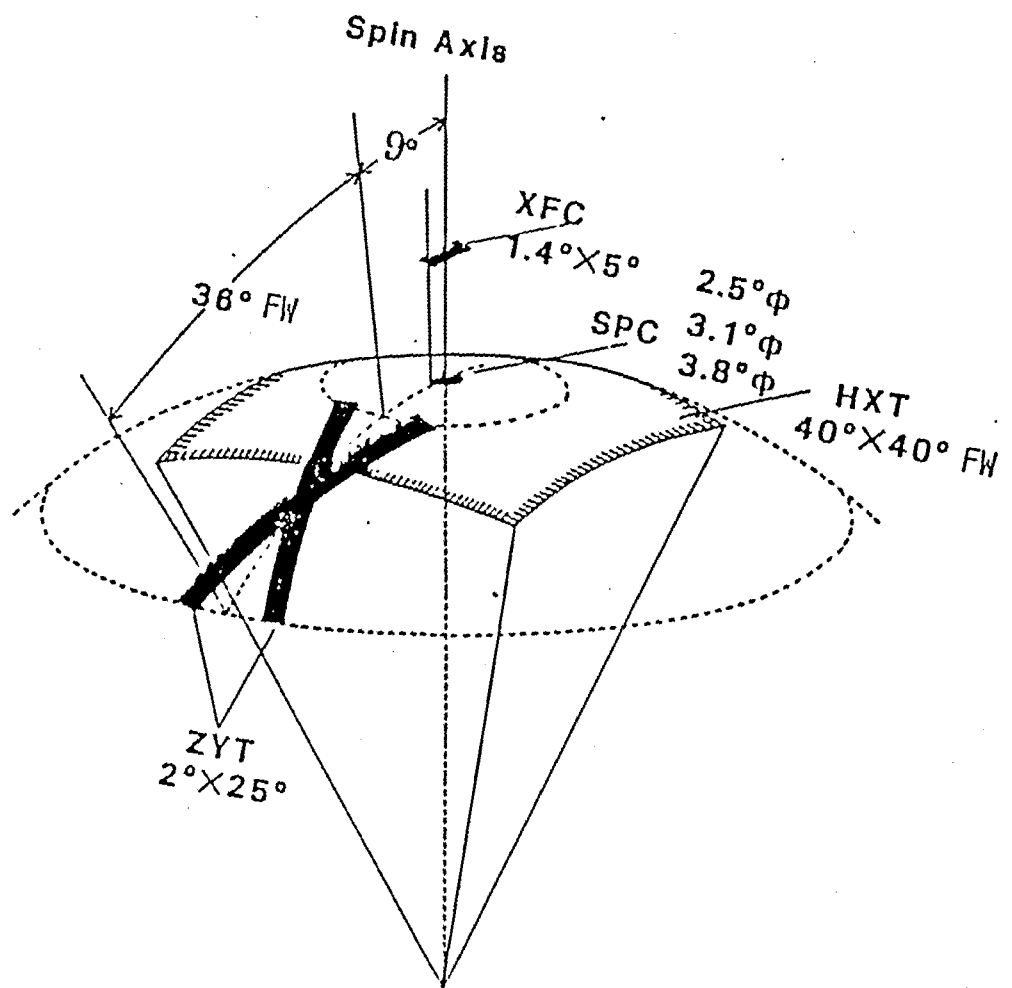 Spin Axis
9°
XFC
1.4°×5°
36° FW
2.5°φ
SPC 3.1°φ
3.8°φ
HXT
40°×40° FW
ZYT
2°×25°